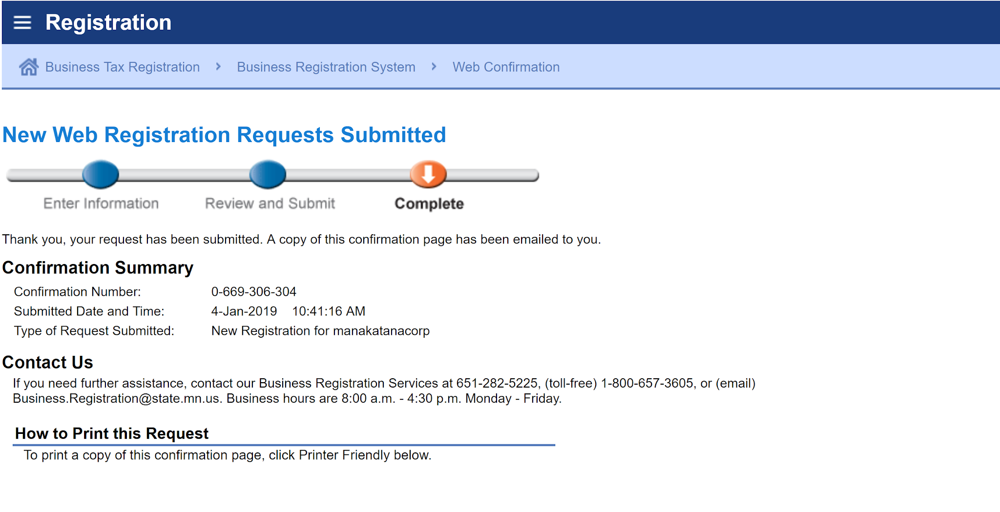 Registration
Business Tax Registration > Business Registration System > Web Confirmation
New Web Registration Requests Submitted
Enter Information Review and Submit Complete
Thank you, your request has been submitted. A copy of this confirmation page has been emailed to you.
Confirmation Summary
Confirmation Number: 0-669-306-304
Submitted Date and Time: 4-Jan-2019 10:41:16 AM
Type of Request Submitted: New Registration for manakatanacorp
Contact Us
If you need further assistance, contact our Business Registration Services at 651-282-5225, (toll-free) 1-800-657-3605, or (email)
Business.Registration@state.mn.us. Business hours are 8:00 a.m. - 4:30 p.m. Monday - Friday.
How to Print this Request
To print a copy of this confirmation page, click Printer Friendly below.